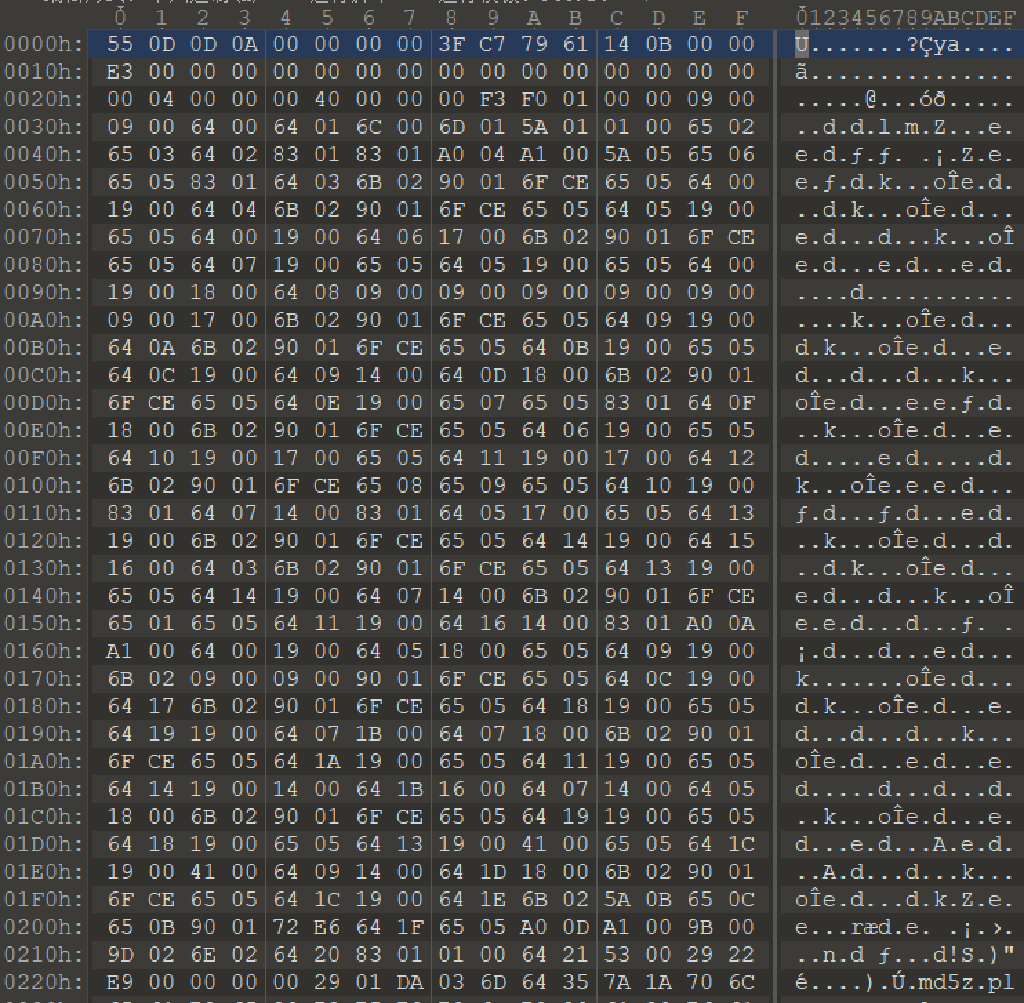 0 1 2 3 4 5 6 7 8 9 A B C D E F 0123456789ABCDEF
0000h: 55 0D 0D 0A 00 00 00 00 3F C7 79 61 14 0B 00 00 U.......?Çya....
0010h: E3 00 00 00 00 00 00 00 00 00 00 00 00 00 00 00 ã...............
0020h: 00 04 00 00 00 40 00 00 00 F3 F0 01 00 00 09 00 .....@...óð.....
0030h: 09 00 64 00 64 01 6C 00 6D 01 5A 01 01 00 65 02 ..d.d.l.m.Z...e.
0040h: 65 03 64 02 83 01 83 01 A0 04 A1 00 5A 05 65 06 e.d.ƒ.ƒ. .¡.Z.e.
0050h: 65 05 83 01 64 03 6B 02 90 01 6F CE 65 05 64 00 e.ƒ.d.k...oÎe.d.
0060h: 19 00 64 04 6B 02 90 01 6F CE 65 05 64 05 19 00 ..d.k...oÎe.d...
0070h: 65 05 64 00 19 00 64 06 17 00 6B 02 90 01 6F CE e.d...d...k...oÎ
0080h: 65 05 64 07 19 00 65 05 64 05 19 00 65 05 64 00 e.d...e.d...e.d.
0090h: 19 00 18 00 64 08 09 00 09 00 09 00 09 00 09 00 ....d...........
00A0h: 09 00 17 00 6B 02 90 01 6F CE 65 05 64 09 19 00 ....k...oÎe.d...
00B0h: 64 0A 6B 02 90 01 6F CE 65 05 64 0B 19 00 65 05 d.k...oÎe.d...e.
00C0h: 64 0C 19 00 64 09 14 00 64 0D 18 00 6B 02 90 01 d...d...d...k...
00D0h: 6F CE 65 05 64 0E 19 00 65 07 65 05 83 01 64 0F oÎe.d...e.e.ƒ.d.
00E0h: 18 00 6B 02 90 01 6F CE 65 05 64 06 19 00 65 05 ..k...oÎe.d...e.
00F0h: 64 10 19 00 17 00 65 05 64 11 19 00 17 00 64 12 d.....e.d.....d.
0100h: 6B 02 90 01 6F CE 65 08 65 09 65 05 64 10 19 00 k...oÎe.e.e.d...
0110h: 83 01 64 07 14 00 83 01 64 05 17 00 65 05 64 13 ƒ.d...ƒ.d...e.d.
0120h: 19 00 6B 02 90 01 6F CE 65 05 64 14 19 00 64 15 ..k...oÎe.d...d.
0130h: 16 00 64 03 6B 02 90 01 6F CE 65 05 64 13 19 00 ..d.k...oÎe.d...
0140h: 65 05 64 14 19 00 64 07 14 00 6B 02 90 01 6F CE e.d...d...k...oÎ
0150h: 65 01 65 05 64 11 19 00 64 16 14 00 83 01 A0 0A e.e.d...d...ƒ. .
0160h: A1 00 64 00 19 00 64 05 18 00 65 05 64 09 19 00 ¡.d...d...e.d...
0170h: 6B 02 09 00 09 00 90 01 6F CE 65 05 64 0C 19 00 k.......oÎe.d...
0180h: 64 17 6B 02 90 01 6F CE 65 05 64 18 19 00 65 05 d.k...oÎe.d...e.
0190h: 64 19 19 00 64 07 1B 00 64 07 18 00 6B 02 90 01 d...d...d...k...
01A0h: 6F CE 65 05 64 1A 19 00 65 05 64 11 19 00 65 05 oÎe.d...e.d...e.
01B0h: 64 14 19 00 14 00 64 1B 16 00 64 07 14 00 64 05 d.....d...d...d.
01C0h: 18 00 6B 02 90 01 6F CE 65 05 64 19 19 00 65 05 ..k...oÎe.d...e.
01D0h: 64 18 19 00 65 05 64 13 19 00 41 00 65 05 64 1C d...e.d...A.e.d.
01E0h: 19 00 41 00 64 09 14 00 64 1D 18 00 6B 02 90 01 ..A.d...d...k...
01F0h: 6F CE 65 05 64 1C 19 00 64 1E 6B 02 5A 0B 65 0C oÎe.d...d.k.Z.e.
0200h: 65 0B 90 01 72 E6 64 1F 65 05 A0 0D A1 00 9B 00 e...ræd.e. .¡.›.
0210h: 9D 02 6E 02 64 20 83 01 01 00 64 21 53 00 29 22 ..n.d ƒ...d!S.)"
0220h: E9 00 00 00 00 29 01 DA 03 6D 64 35 7A 1A 70 6C é....).Ú.md5z.pl